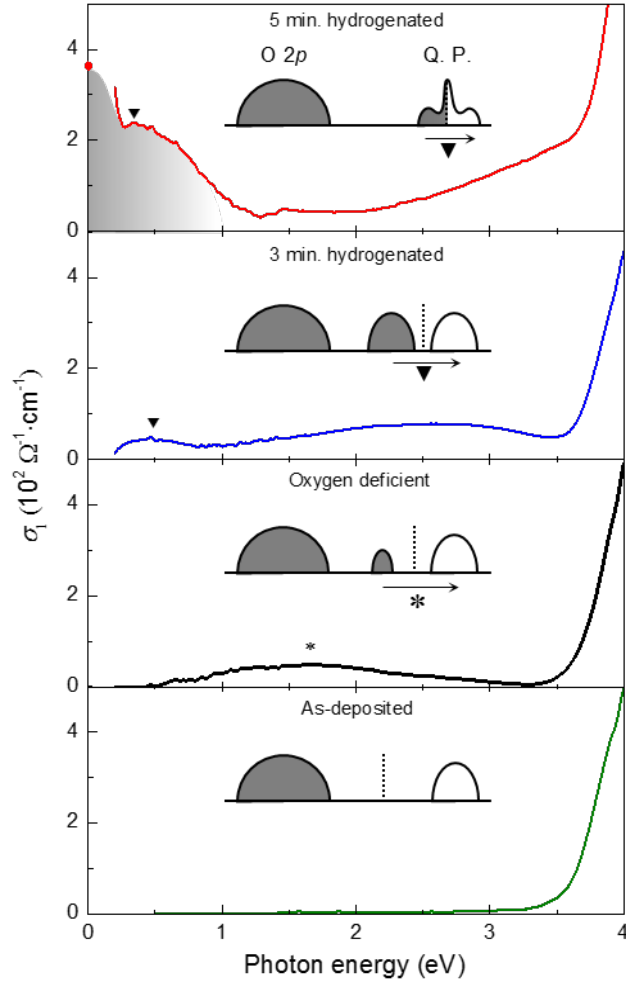 5 min. hydrogenated
O 2p
Q. P.
4
2
0
3 min. hydrogenated
4
2
0
Oxygen deficient
*
*
4
2
0
As-deposited
4
2
0
0
1
2
3
4
Photon energy (eV)
σ₁ (10² Ω⁻¹·cm⁻¹)